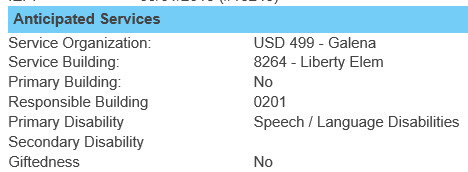 Anticipated Services
Service Organization: USD 499 - Galena
Service Building: 8264 - Liberty Elem
Primary Building: No
Responsible Building 0201
Primary Disability Speech / Language Disabilities
Secondary Disability
Giftedness No